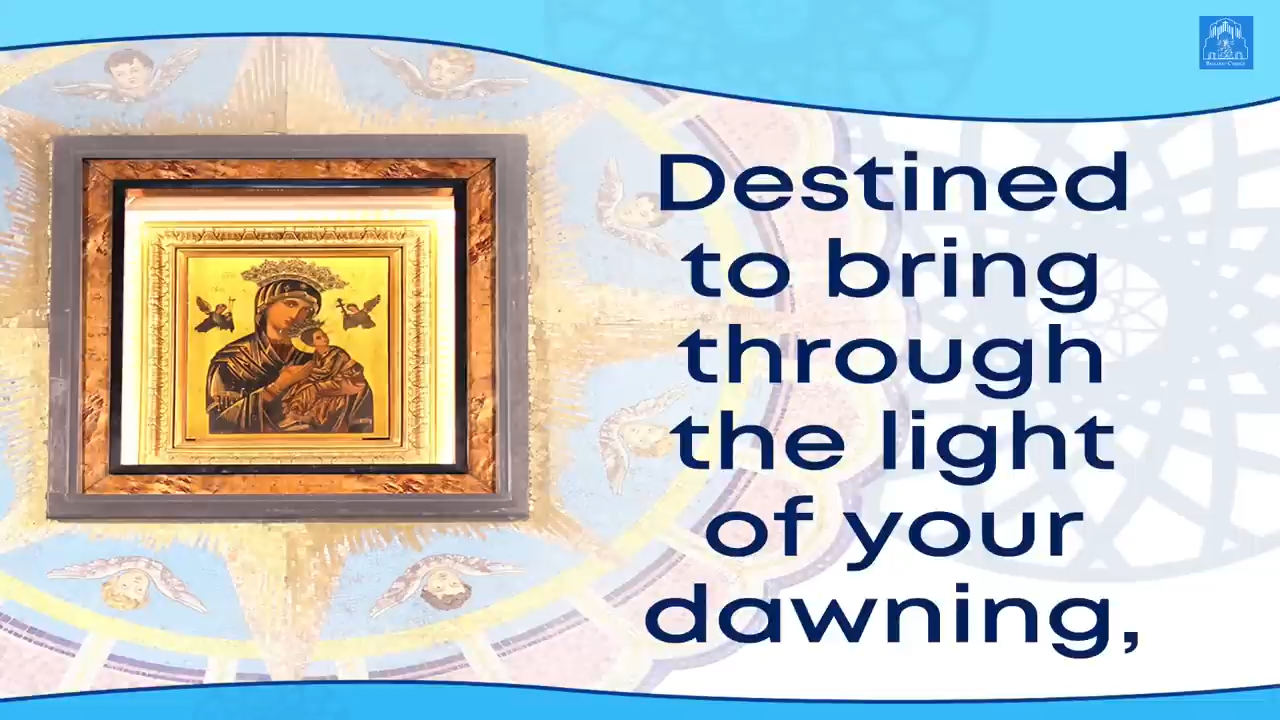 Destined
to bring
through
the light
of your
dawning,